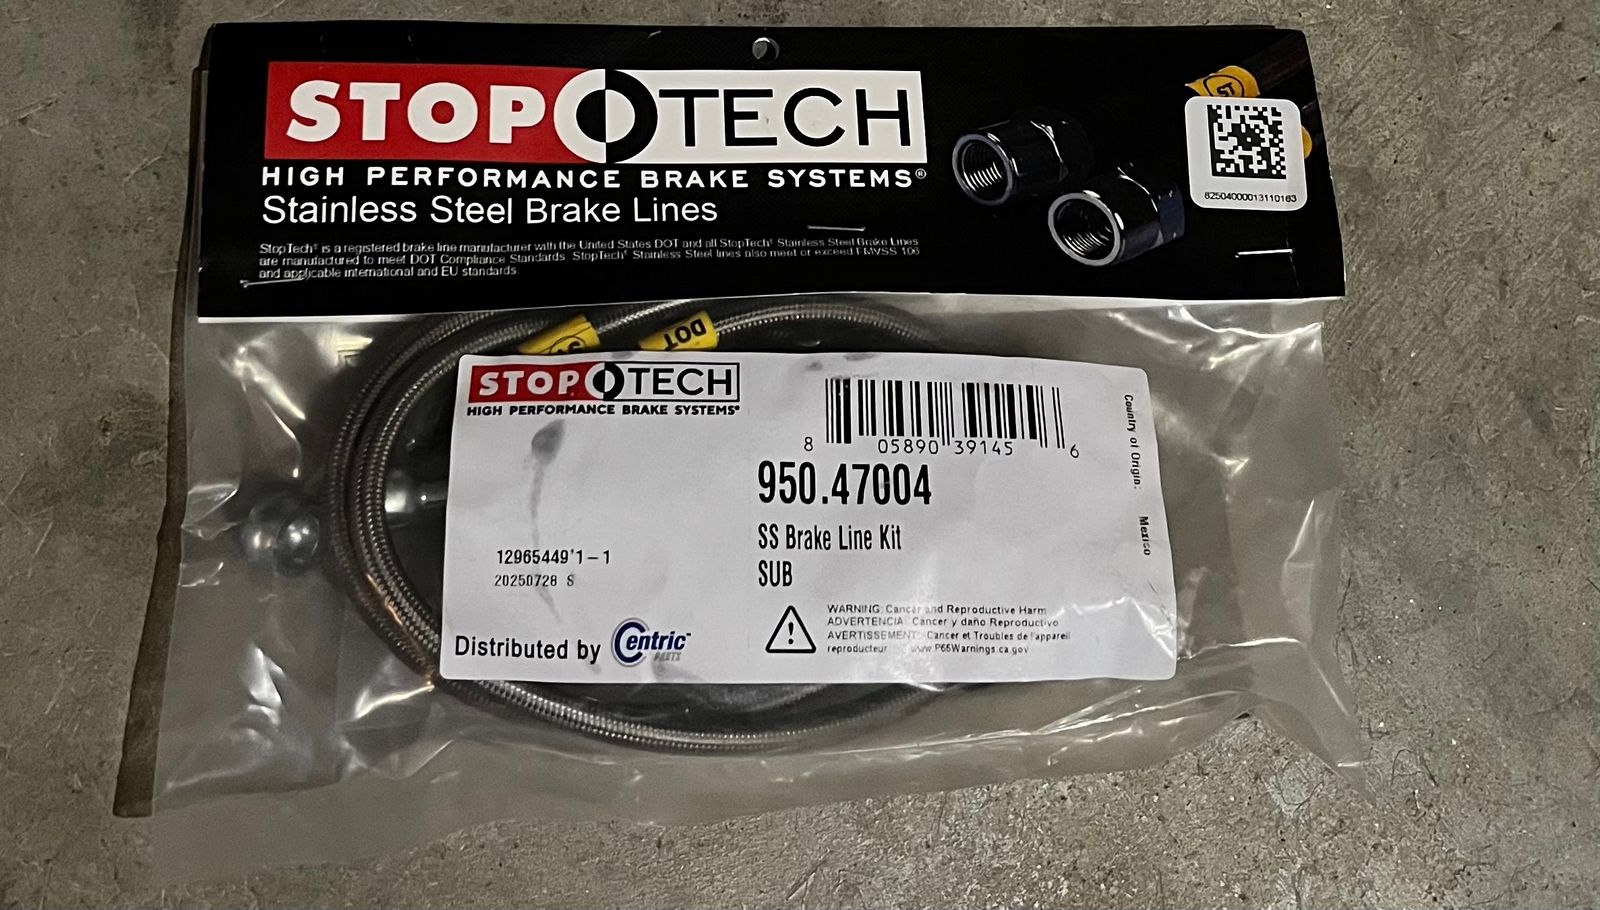 STOPTECH
HIGH PERFORMANCE BRAKE SYSTEMS®
Stainless Steel Brake Lines
StopTech® is a registered brake line manufacturer with the United States DOT and all StopTech® Stainless Steel Brake Lines
are manufactured to meet DOT Compliance Standards. StopTech® Stainless Steel lines also meet or exceed FMVSS 106
and applicable international and EU standards
ST
82504000013110163
ST
DOT
STOPTECH
HIGH PERFORMANCE BRAKE SYSTEMS®
8 05890 39145 6
950.47004
SS Brake Line Kit
SUB
Country of Origin: Mexico
12965449'1-1
20250728 S
Distributed by Centric™ PARTS
WARNING: Cancer and Reproductive Harm
ADVERTENCIA: Cancer y daño Reproductivo
AVERTISSEMENT: Cancer et Troubles de l'appareil
reproducteur www.P65Warnings.ca.gov